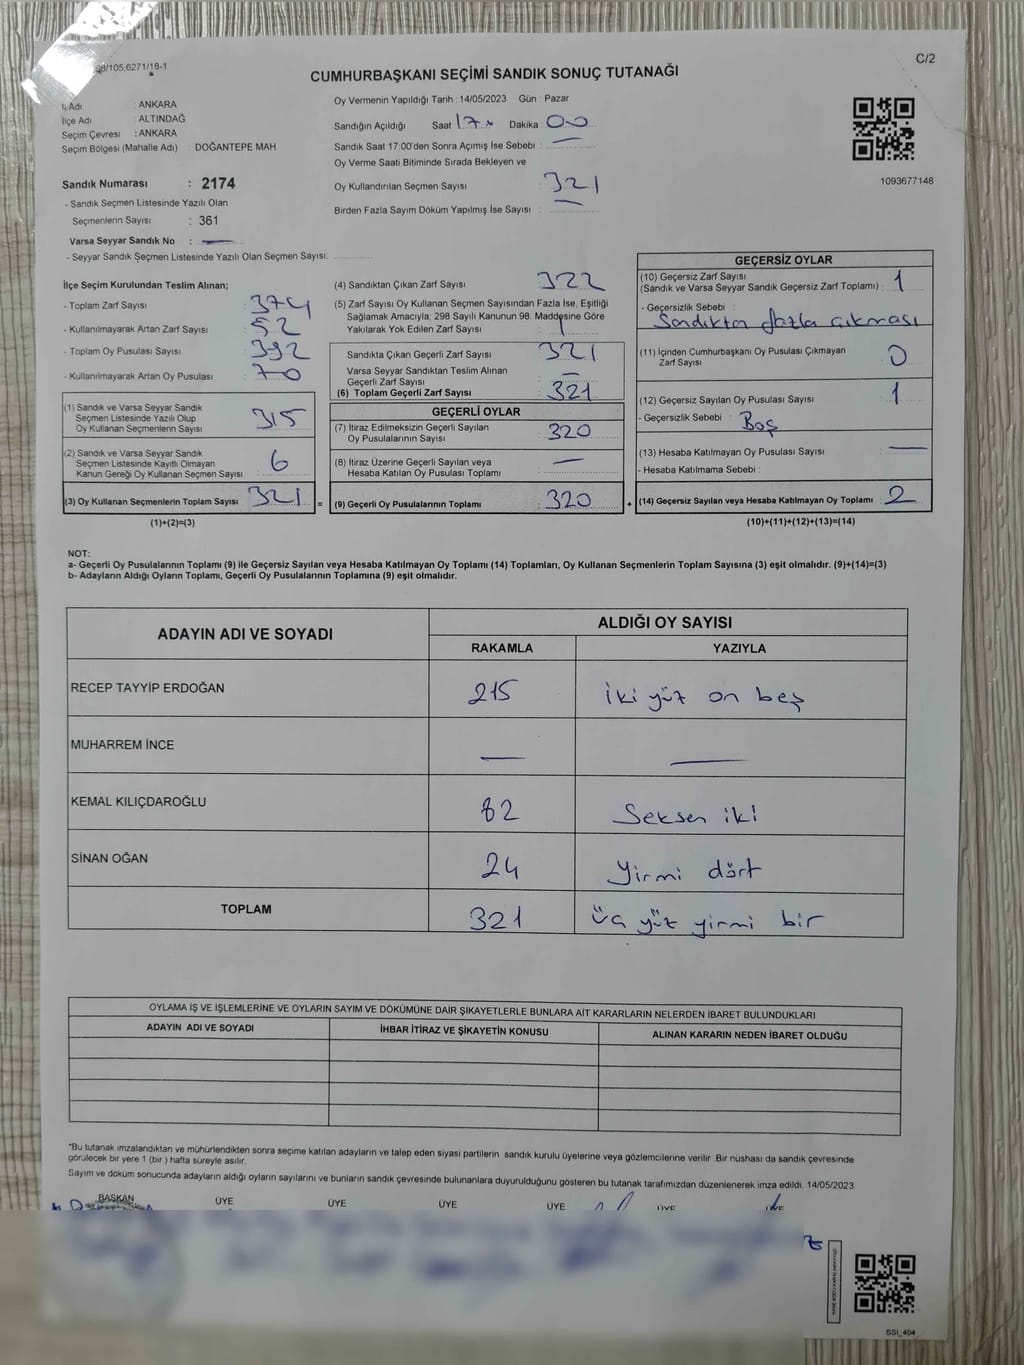 C/2
CUMHURBAŞKANI SEÇİMİ SANDIK SONUÇ TUTANAĞI
İl Adı : ANKARA
İlçe Adı : ALTINDAĞ
Seçim Çevresi : ANKARA
Seçim Bölgesi (Mahalle Adı) : DOĞANTEPE MAH.
Sandık Numarası : 2174
- Sandık Seçmen Listesinde Yazılı Olan
Seçmenlerin Sayısı : 361
Varsa Seyyar Sandık No : —
- Seyyar Sandık Seçmen Listesinde Yazılı Olan Seçmen Sayısı:
Oy Vermenin Yapıldığı Tarih : 14/05/2023 Gün : Pazar
Sandığın Açıldığı Saat 17 Dakika : 00
Sandık Saat 17:00'den Sonra Açımış İse Sebebi : —
Oy Verme Saati Bitiminde Sırada Bekleyen ve
Oy Kullandırılan Seçmen Sayısı 321
Birden Fazla Sayım Döküm Yapılmış İse Sayısı : —
1093677148
İlçe Seçim Kurulundan Teslim Alınan;
- Toplam Zarf Sayısı 374
- Kullanılmayarak Artan Zarf Sayısı : 52
- Toplam Oy Pusulası Sayısı 392
- Kullanılmayarak Artan Oy Pusulası : 70
(1) Sandık ve Varsa Seyyar Sandık
Seçmen Listesinde Yazılı Olup
Oy Kullanan Seçmenlerin Sayısı 315
(2) Sandık ve Varsa Seyyar Sandık
Seçmen Listesinde Kayıtlı Olmayan
Kanun Gereği Oy Kullanan Seçmen Sayısı 6
(3) Oy Kullanan Seçmenlerin Toplam Sayısı 321 =
(1)+(2)=(3)
(4) Sandıktan Çıkan Zarf Sayısı 322
(5) Zarf Sayısı Oy Kullanan Seçmen Sayısından Fazla İse, Eşitliği
Sağlamak Amacıyla; 298 Sayılı Kanunun 98. Maddesine Göre
Yakılarak Yok Edilen Zarf Sayısı : 1
Sandıkta Çıkan Geçerli Zarf Sayısı 321
Varsa Seyyar Sandıktan Teslim Alınan
Geçerli Zarf Sayısı —
(6) Toplam Geçerli Zarf Sayısı 321
GEÇERLİ OYLAR
(7) İtiraz Edilmeksizin Geçerli Sayılan
Oy Pusulalarının Sayısı 320
(8) İtiraz Üzerine Geçerli Sayılan veya
Hesaba Katılan Oy Pusulası Toplamı —
(9) Geçerli Oy Pusulalarının Toplamı 320 +
GEÇERSİZ OYLAR
(10) Geçersiz Zarf Sayısı
(Sandık ve Varsa Seyyar Sandık Geçersiz Zarf Toplamı) : 1
- Geçersizlik Sebebi :
Sandıkta fazla çıkması
(11) İçinden Cumhurbaşkanı Oy Pusulası Çıkmayan
Zarf Sayısı 0
(12) Geçersiz Sayılan Oy Pusulası Sayısı 1
- Geçersizlik Sebebi : Boş
(13) Hesaba Katılmayan Oy Pusulası Sayısı —
- Hesaba Katılmama Sebebi :
(14) Geçersiz Sayılan veya Hesaba Katılmayan Oy Toplamı : 2
(10)+(11)+(12)+(13)=(14)
NOT:
a- Geçerli Oy Pusulalarının Toplamı (9) ile Geçersiz Sayılan veya Hesaba Katılmayan Oy Toplamı (14) Toplamları, Oy Kullanan Seçmenlerin Toplam Sayısına (3) eşit olmalıdır. (9)+(14)=(3)
b- Adayların Aldığı Oyların Toplamı, Geçerli Oy Pusulalarının Toplamına (9) eşit olmalıdır.
ADAYIN ADI VE SOYADI ALDIĞI OY SAYISI
RAKAMLA YAZIYLA
RECEP TAYYİP ERDOĞAN 215 iki yüz on beş
MUHARREM İNCE — —
KEMAL KILIÇDAROĞLU 82 Seksen iki
SİNAN OĞAN 24 yirmi dört
TOPLAM 321 üç yüz yirmi bir
OYLAMA İŞ VE İŞLEMLERİNE VE OYLARIN SAYIM VE DÖKÜMÜNE DAİR ŞİKAYETLERLE BUNLARA AİT KARARLARIN NELERDEN İBARET BULUNDUKLARI
ADAYIN ADI VE SOYADI İHBAR İTİRAZ VE ŞİKAYETİN KONUSU ALINAN KARARIN NEDEN İBARET OLDUĞU
*Bu tutanak imzalandıktan ve mühürlendikten sonra seçime katılan adayların ve talep eden siyasi partilerin sandık kurulu üyelerine veya gözlemcilerine verilir. Bir nüshası da sandık çevresinde
görülecek bir yere 1 (bir) hafta süreyle asılır.
Sayım ve döküm sonucunda adayların aldığı oyların sayılarını ve bunların sandık çevresinde bulunanlara duyurulduğunu gösteren bu tutanak tarafımızdan düzenlenerek imza edildi. 14/05/2023
BAŞKAN ÜYE ÜYE ÜYE ÜYE ÜYE ÜYE
SSI_404